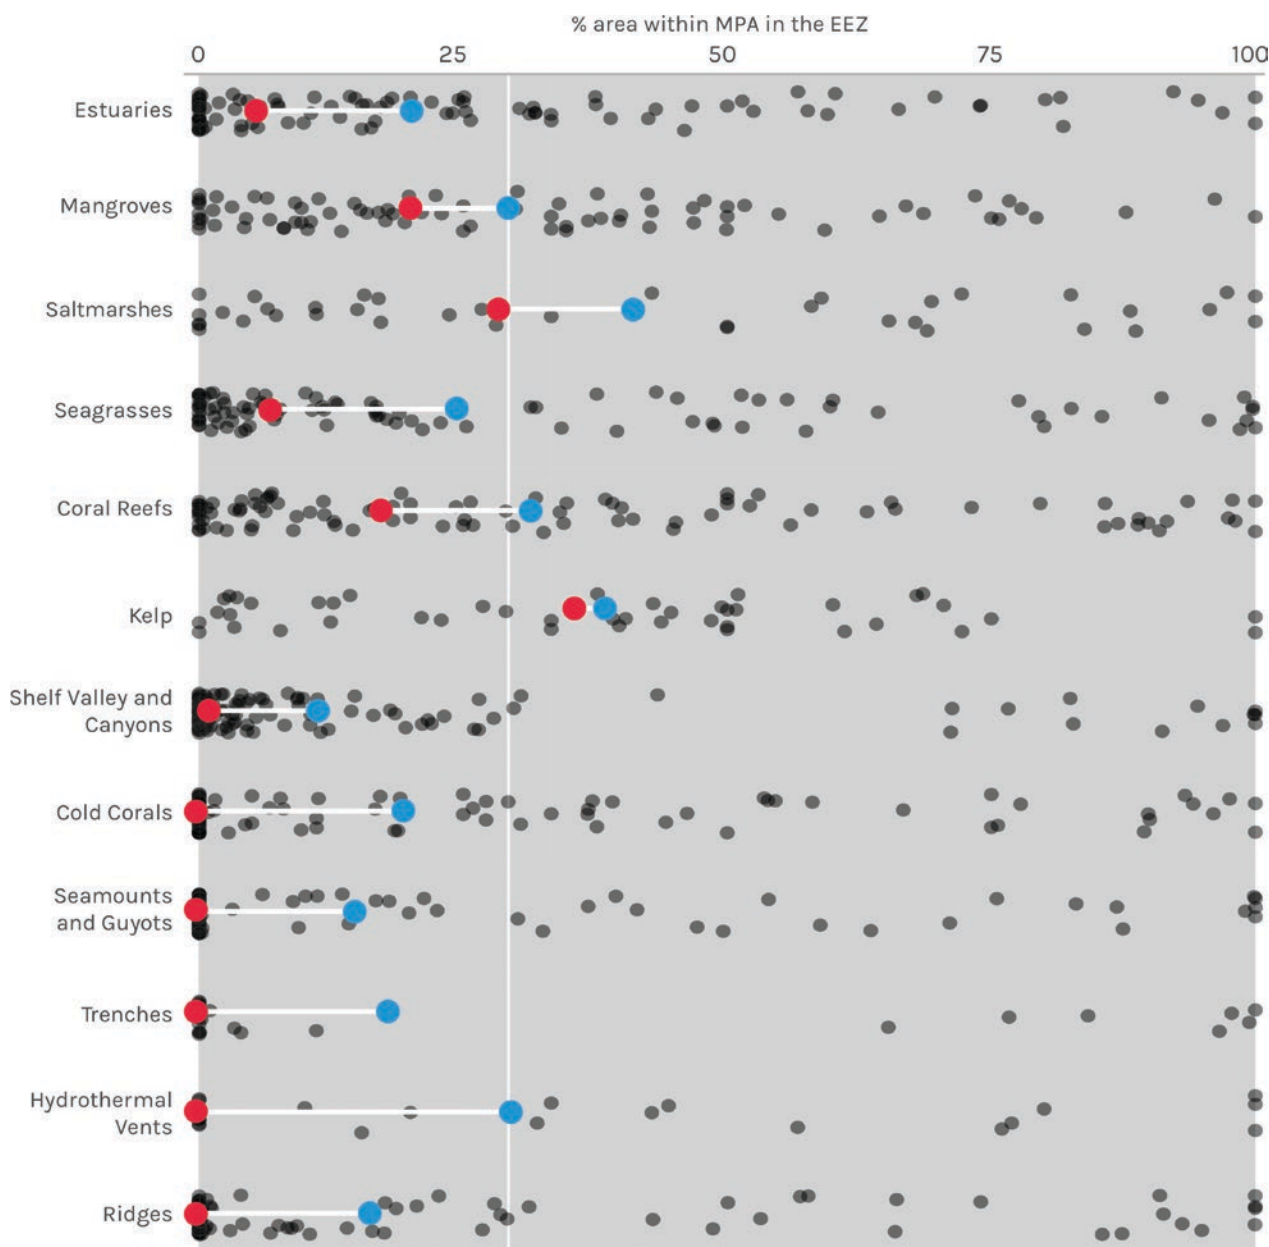 % area within MPA in the EEZ
0 25 50 75 100
Estuaries
Mangroves
Saltmarshes
Seagrasses
Coral Reefs
Kelp
Shelf Valley and
Canyons
Cold Corals
Seamounts
and Guyots
Trenches
Hydrothermal
Vents
Ridges